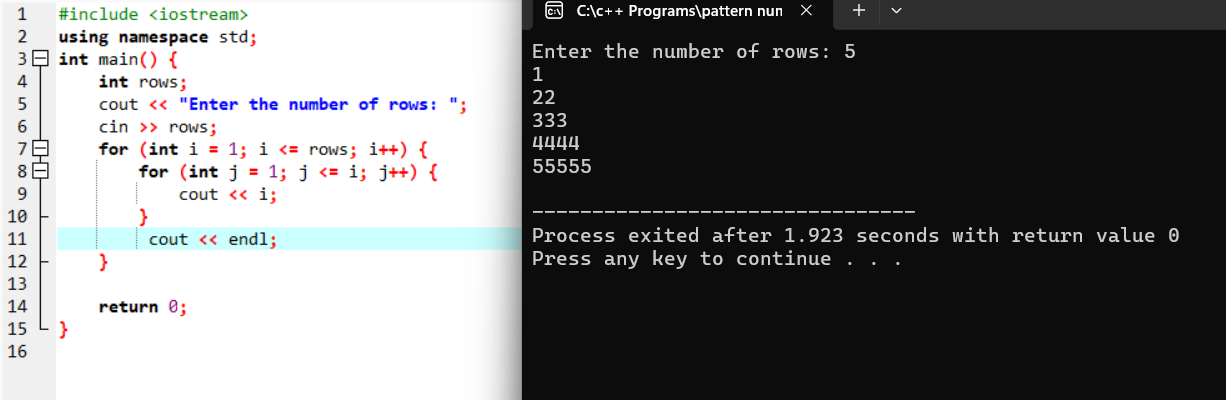 1 #include <iostream>
2 using namespace std;
3 int main() {
4 int rows;
5 cout << "Enter the number of rows: ";
6 cin >> rows;
7 for (int i = 1; i <= rows; i++) {
8 for (int j = 1; j <= i; j++) {
9 cout << i;
10 }
11 cout << endl;
12 }
13
14 return 0;
15 }
16
C:\c++ Programs\pattern nun
Enter the number of rows: 5
1
22
333
4444
55555
--------------------------------
Process exited after 1.923 seconds with return value 0
Press any key to continue . . .